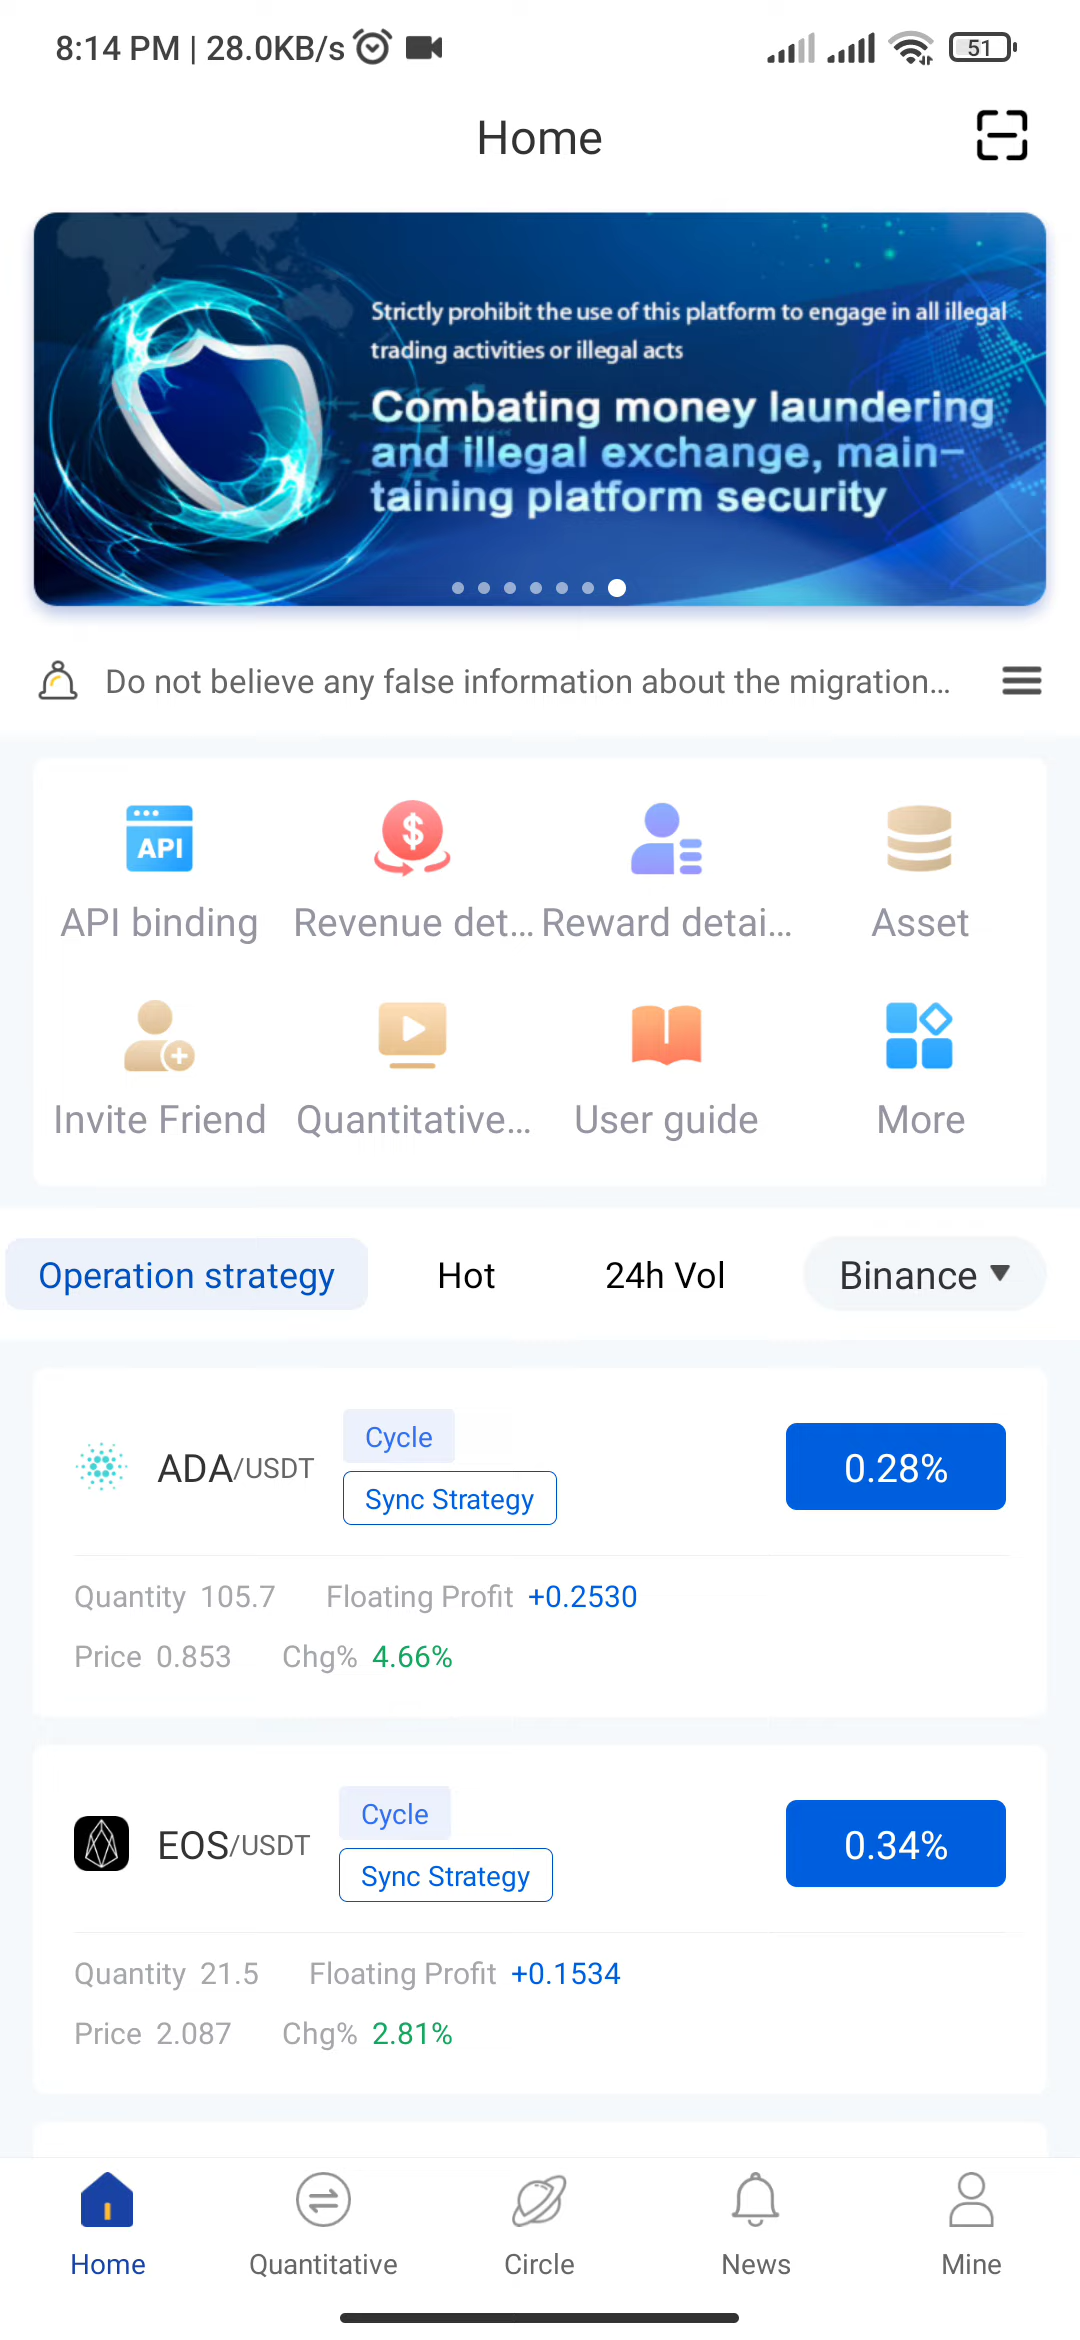 8:14 PM | 28.0KB/s
51
Home
Strictly prohibit the use of this platform to engage in all illegal
trading activities or illegal acts
Combating money laundering
and illegal exchange, main–
taining platform security
Do not believe any false information about the migration...
API
API binding
Revenue det...
Reward detai...
Asset
Invite Friend
Quantitative...
User guide
More
Operation strategy
Hot
24h Vol
Binance
ADA/USDT
Cycle
Sync Strategy
0.28%
Quantity 105.7 Floating Profit +0.2530
Price 0.853 Chg% 4.66%
EOS/USDT
Cycle
Sync Strategy
0.34%
Quantity 21.5 Floating Profit +0.1534
Price 2.087 Chg% 2.81%
Home
Quantitative
Circle
News
Mine